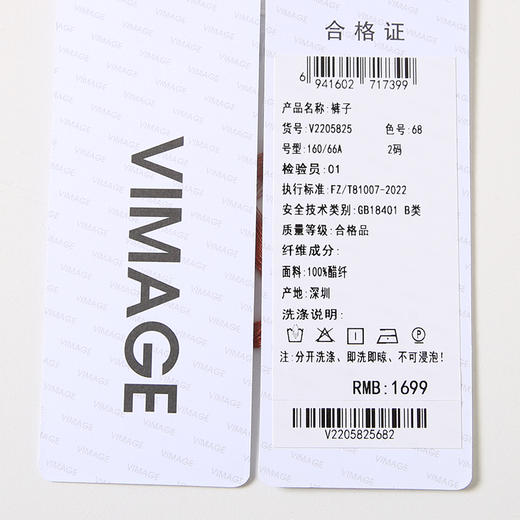 VIMAGE
合格证
6 941602 717399
产品名称:裤子
货号:V2205825 色号:68
号型:160/66A 2码
检验员:01
执行标准:FZ/T81007-2022
安全技术类别:GB18401 B类
质量等级:合格品
纤维成分:
面料:100%醋纤
产地:深圳
洗涤说明:
注:分开洗涤、即洗即晾、不可浸泡!
RMB:1699
V2205825682